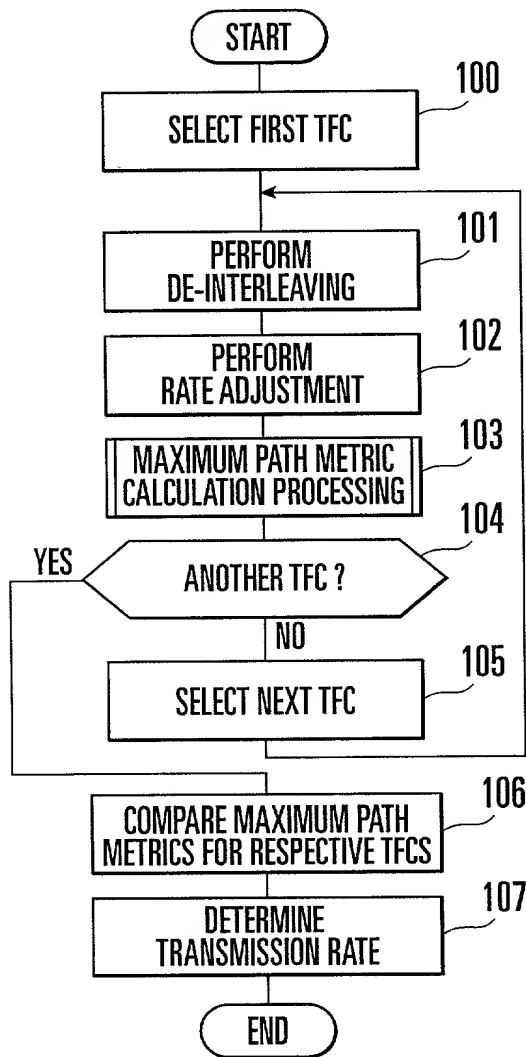 START
100
SELECT FIRST TFC
101
PERFORM
DE-INTERLEAVING
102
PERFORM
RATE ADJUSTMENT
103
MAXIMUM PATH METRIC
CALCULATION PROCESSING
104
YES
ANOTHER TFC ?
NO
105
SELECT NEXT TFC
106
COMPARE MAXIMUM PATH
METRICS FOR RESPECTIVE TFCS
107
DETERMINE
TRANSMISSION RATE
END